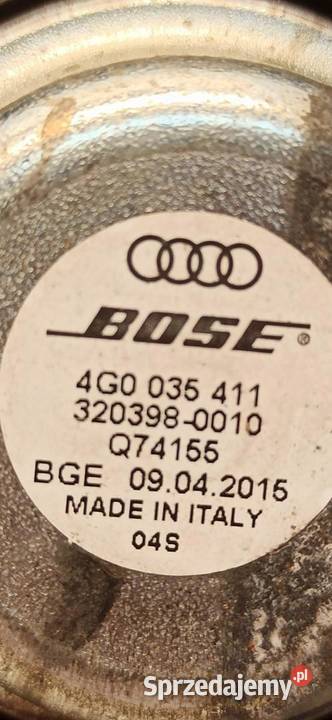 BOSE®
4G0 035 411
320398-0010
Q74155
BGE 09.04.2015
MADE IN ITALY
04S
Sprzedajemy.pl